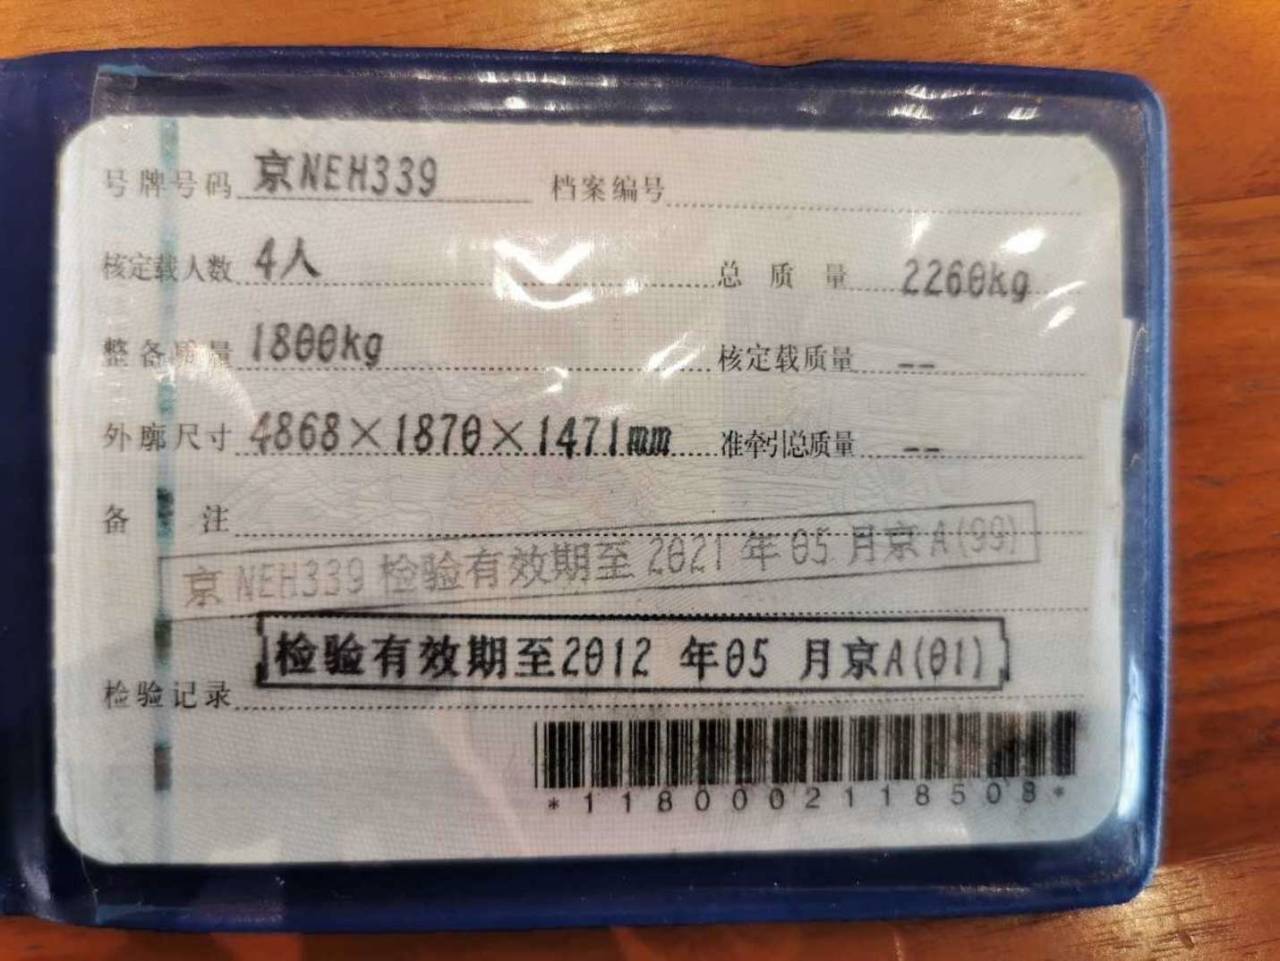 号牌号码 京NEH339 档案编号
核定载人数 4人 总质量 2260kg
整备质量 1800kg 核定载质量 --
外廓尺寸 4868×1870×1471mm 准牵引总质量 --
备注
京NEH339 检验有效期至2021年05月京A(99)
检验有效期至2012 年05 月京A(01)
检验记录
*1180002118508*